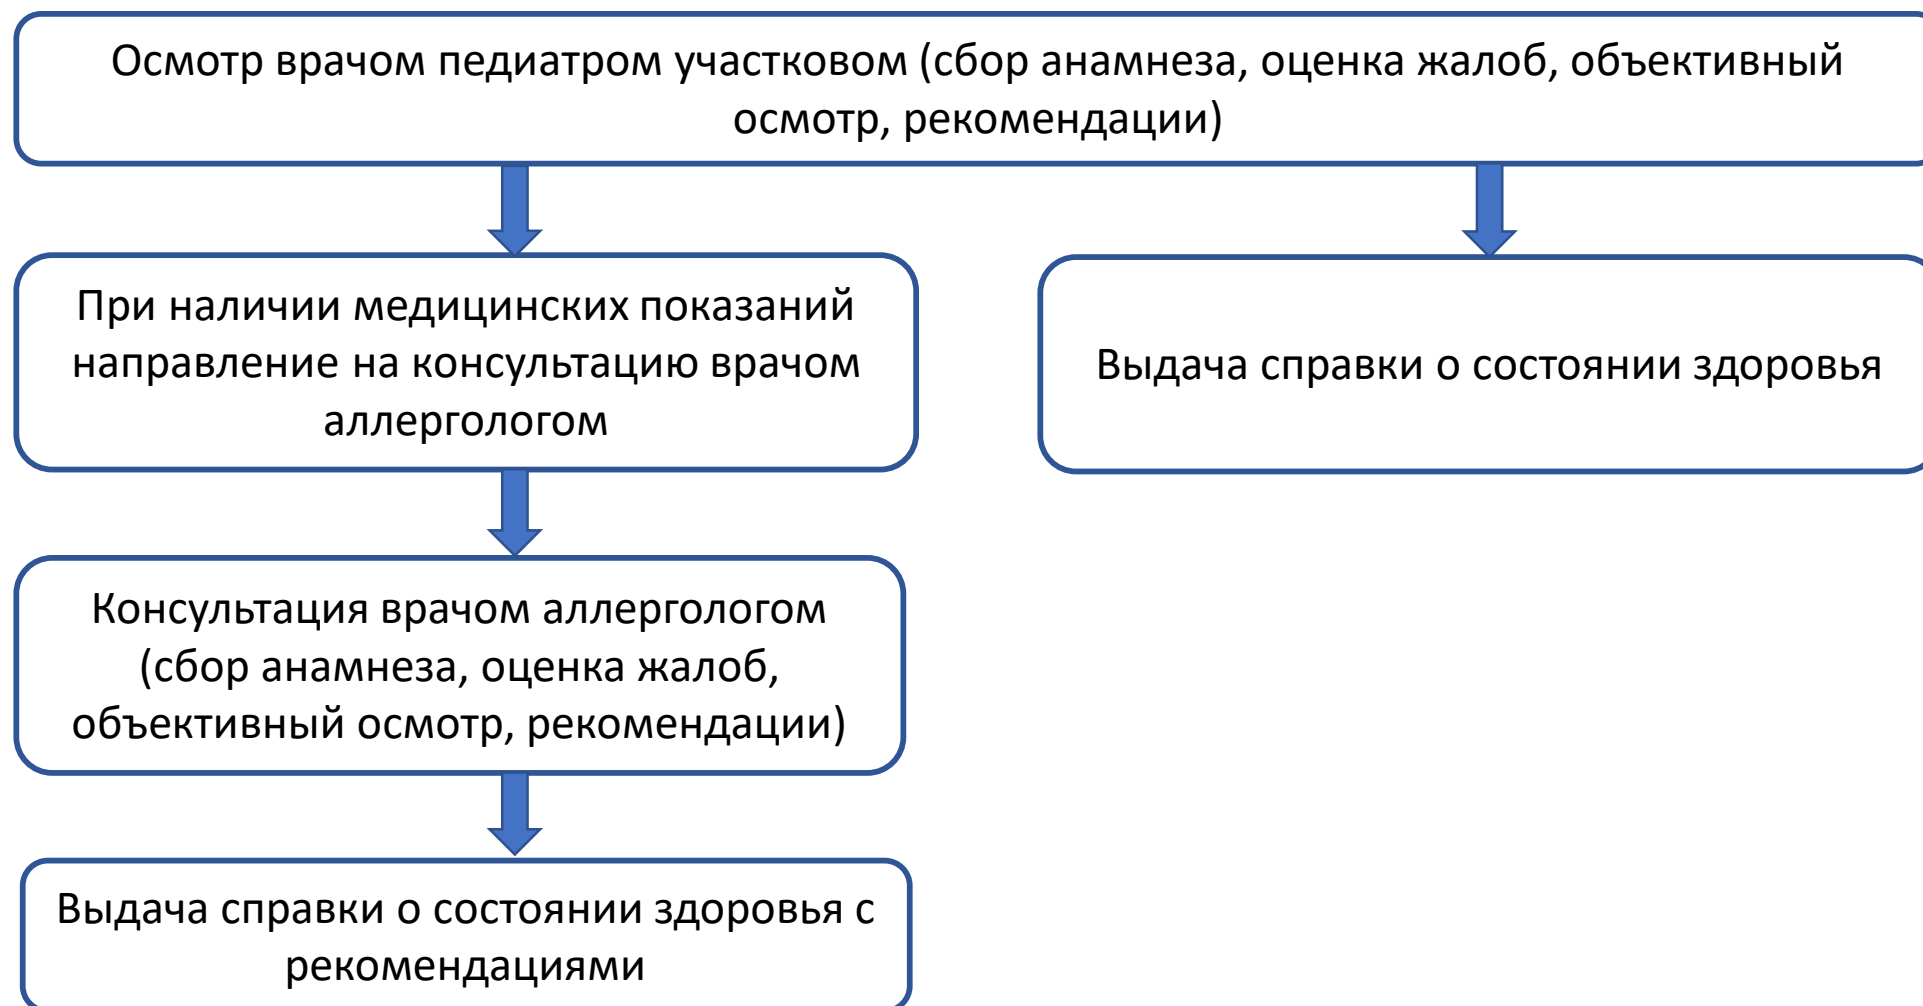 Осмотр врачом педиатром участковом (сбор анамнеза, оценка жалоб, объективный
осмотр, рекомендации)
При наличии медицинских показаний
направление на консультацию врачом
аллергологом
Выдача справки о состоянии здоровья
Консультация врачом аллергологом
(сбор анамнеза, оценка жалоб,
объективный осмотр, рекомендации)
Выдача справки о состоянии здоровья с
рекомендациями